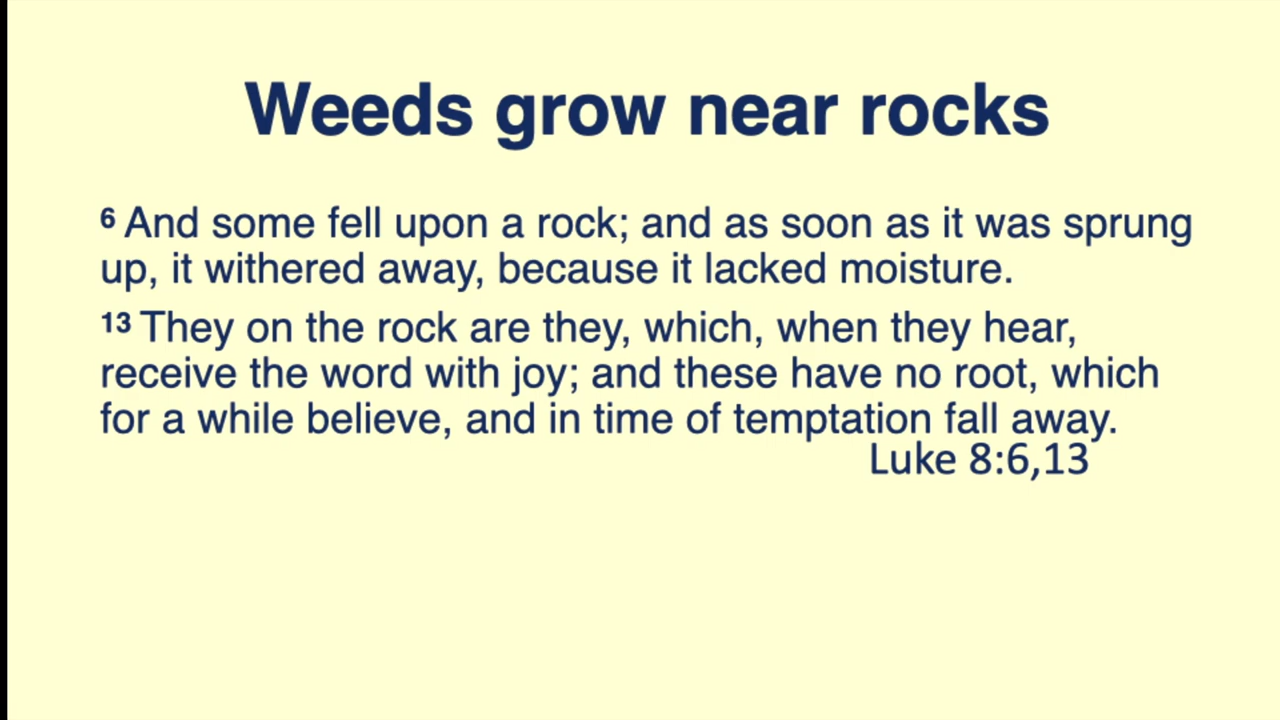 Weeds grow near rocks
6 And some fell upon a rock; and as soon as it was sprung
up, it withered away, because it lacked moisture.
13 They on the rock are they, which, when they hear,
receive the word with joy; and these have no root, which
for a while believe, and in time of temptation fall away.
Luke 8:6,13